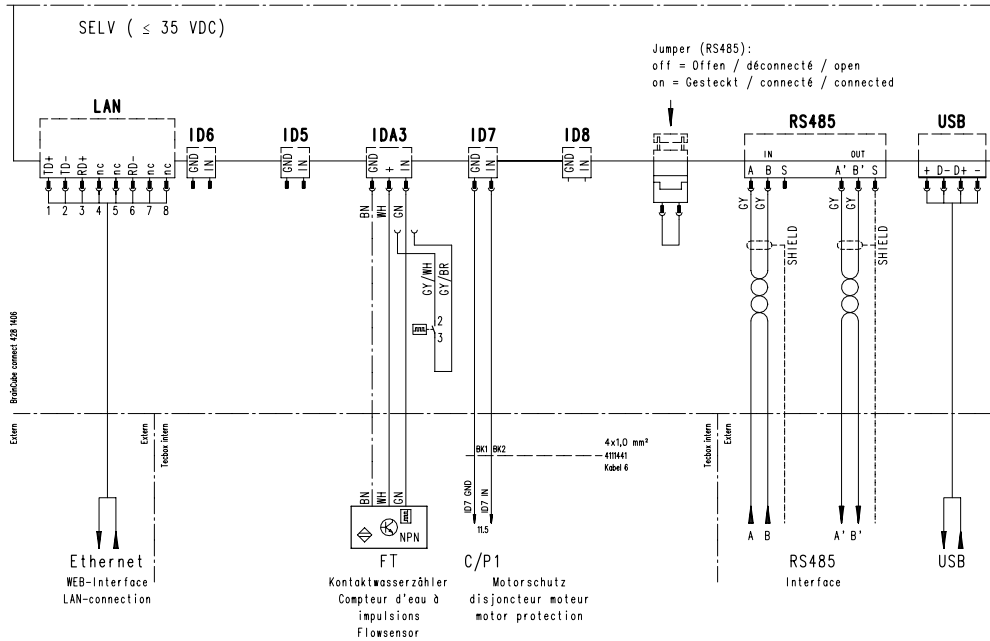 SELV ( ≤ 35 VDC)
Jumper (RS485):
off = Offen / déconnecté / open
on = Gesteckt / connecté / connected
LAN
ID6
ID5
IDA3
ID7
ID8
RS485
USB
TD+ TD- RD+ nc nc RD- nc nc
GND IN
GND IN
GND + IN
GND IN
GND IN
IN OUT
A B S A' B' S
+ D- D+ -
1 2 3 4 5 6 7 8
BN WH GN
GY GY GY GY
GY/WH GY/BR
SHIELD SHIELD
2
3
BrainCube connect 428 1406
Extern
Extern
Tecbox intern
Tecbox intern
Extern
BK1 BK2
4x1,0 mm²
4111441
Kabel 6
BN WH GN
ID7 GND ID7 IN
NPN
11.5
A B A' B'
Ethernet
WEB-Interface
LAN-connection
FT
Kontaktwasserzähler
Compteur d'eau à
impulsions
Flowsensor
C/P1
Motorschutz
disjoncteur moteur
motor protection
RS485
Interface
USB